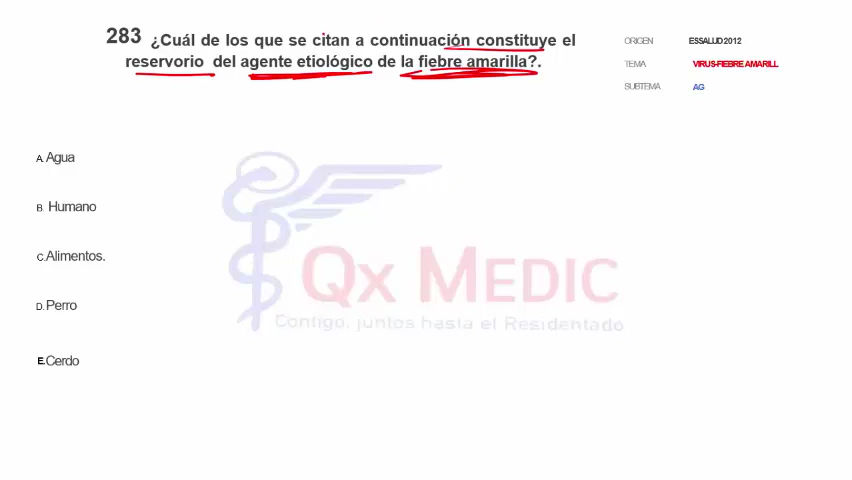 283 ¿Cuál de los que se citan a continuación constituye el
reservorio del agente etiológico de la fiebre amarilla?.
ORIGEN ESSALUD 2012
TEMA VIRUS-FIEBRE AMARILL
SUBTEMA AG
A. Agua
B. Humano
C. Alimentos.
D. Perro
E. Cerdo
Qx MEDIC
Contigo, juntos hasta el Residentado